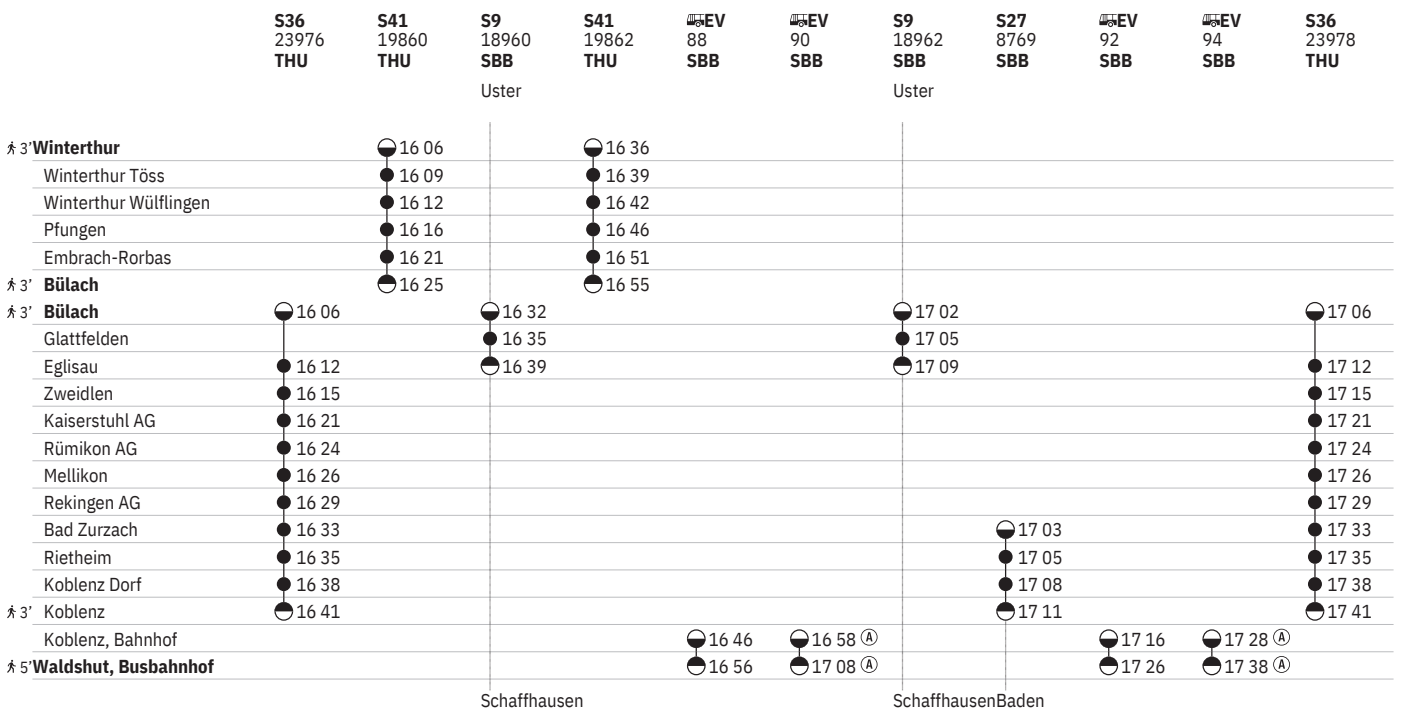 S36 S41 S9 S41 EV EV S9 S27 EV EV S36
23976 19860 18960 19862 88 90 18962 8769 92 94 23978
THU THU SBB THU SBB SBB SBB SBB SBB SBB THU
Uster Uster
3' Winterthur 16 06 16 36
Winterthur Töss 16 09 16 39
Winterthur Wülflingen 16 12 16 42
Pfungen 16 16 16 46
Embrach-Rorbas 16 21 16 51
3' Bülach 16 25 16 55
3' Bülach 16 06 16 32 17 02 17 06
Glattfelden 16 35 17 05
Eglisau 16 12 16 39 17 09 17 12
Zweidlen 16 15 17 15
Kaiserstuhl AG 16 21 17 21
Rümikon AG 16 24 17 24
Mellikon 16 26 17 26
Rekingen AG 16 29 17 29
Bad Zurzach 16 33 17 03 17 33
Rietheim 16 35 17 05 17 35
Koblenz Dorf 16 38 17 08 17 38
3' Koblenz 16 41 17 11 17 41
Koblenz, Bahnhof 16 46 16 58 Ⓐ 17 16 17 28 Ⓐ
5' Waldshut, Busbahnhof 16 56 17 08 Ⓐ 17 26 17 38 Ⓐ
Schaffhausen Schaffhausen Baden